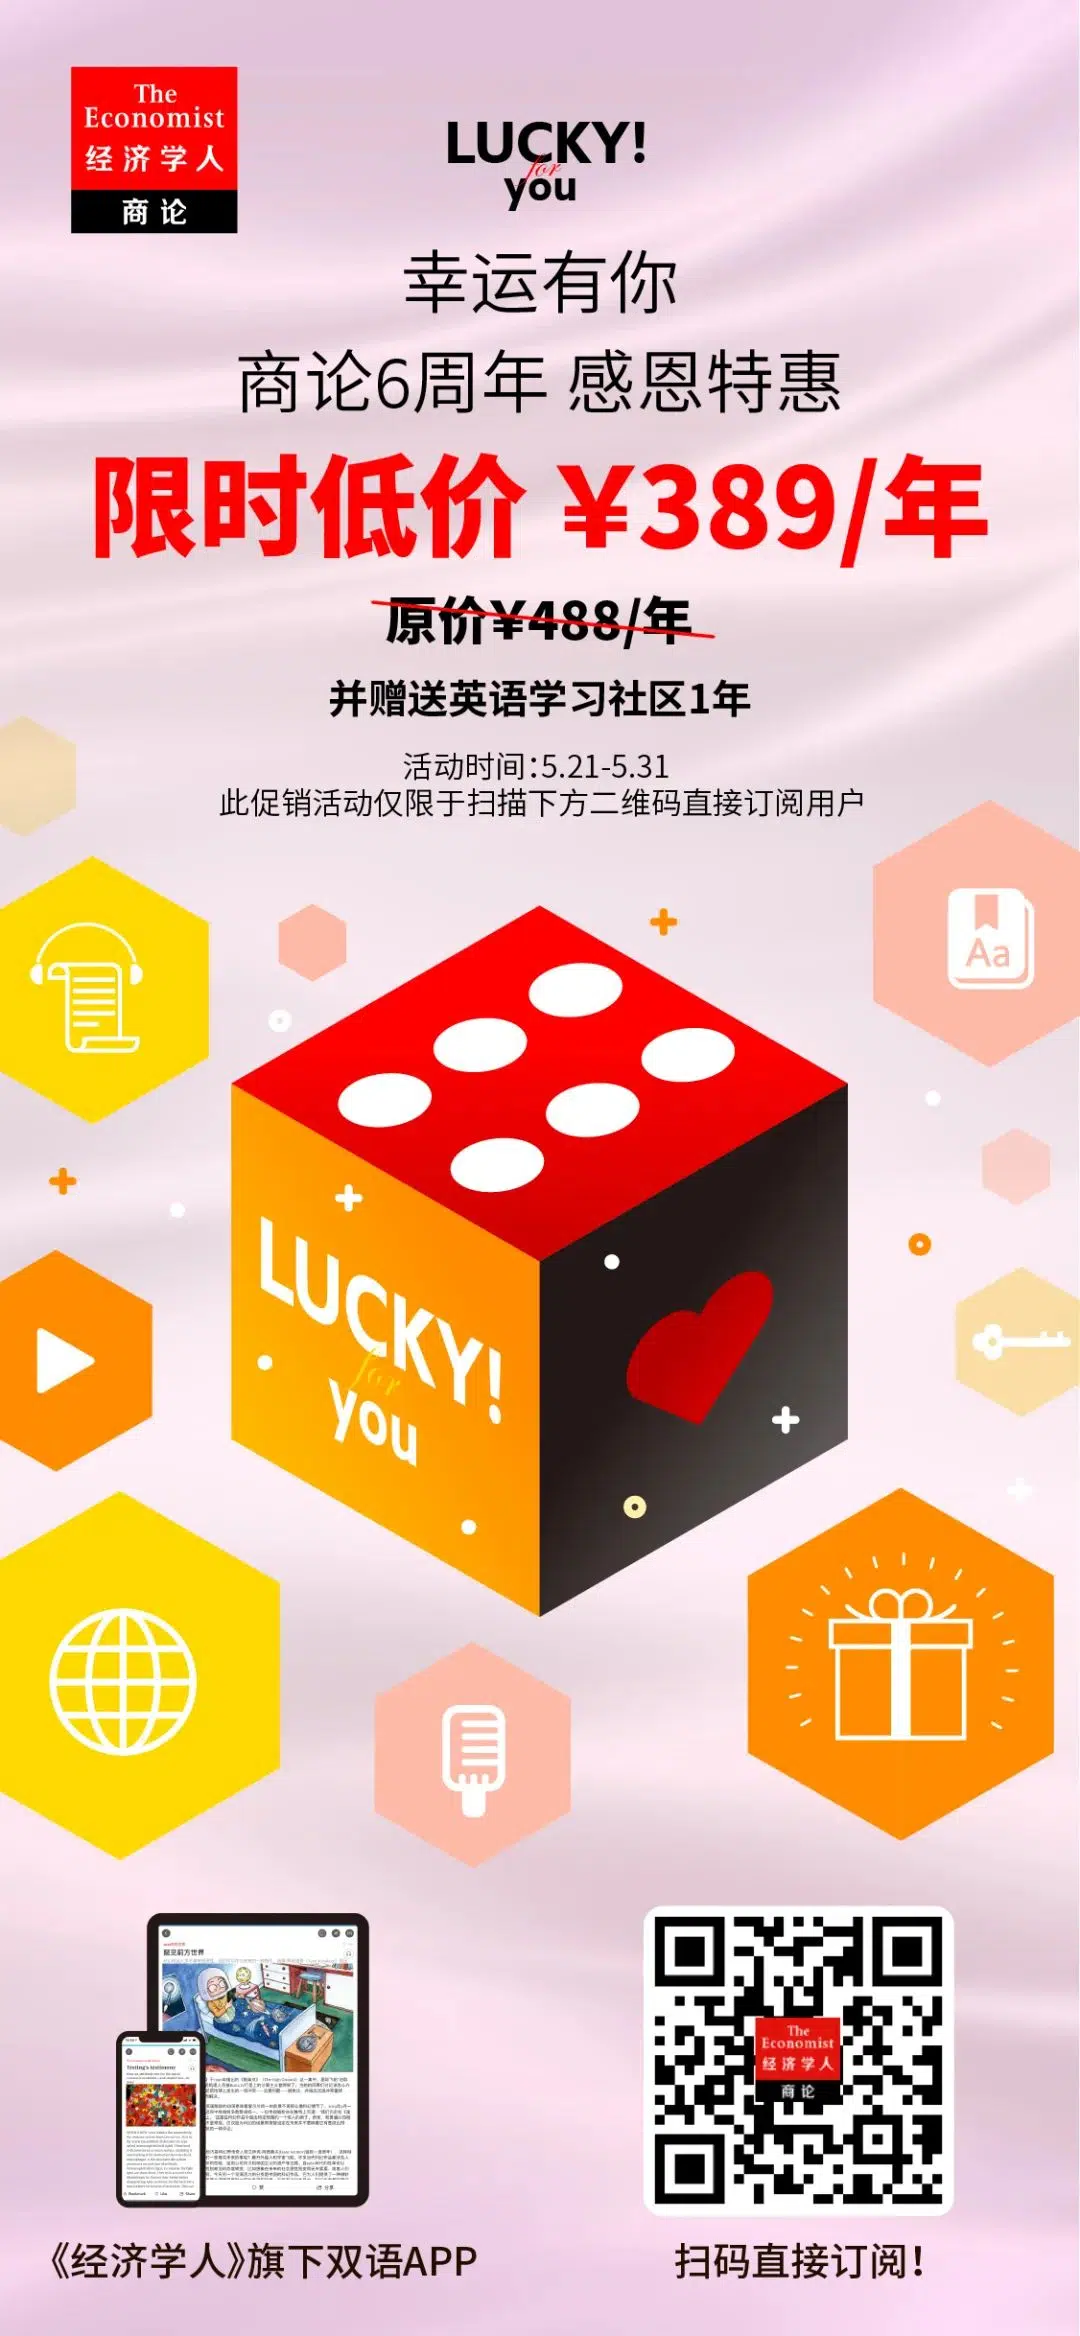 The
Economist
经济学人
商论
LUCKY!
for
you
幸运有你
商论6周年 感恩特惠
限时低价 ¥389/年
原价¥488/年
并赠送英语学习社区1年
活动时间：5.21-5.31
此促销活动仅限于扫描下方二维码直接订阅用户
Aa
LUCKY!
for
you
The
Economist
经济学人
商论
《经济学人》旗下双语APP
扫码直接订阅！